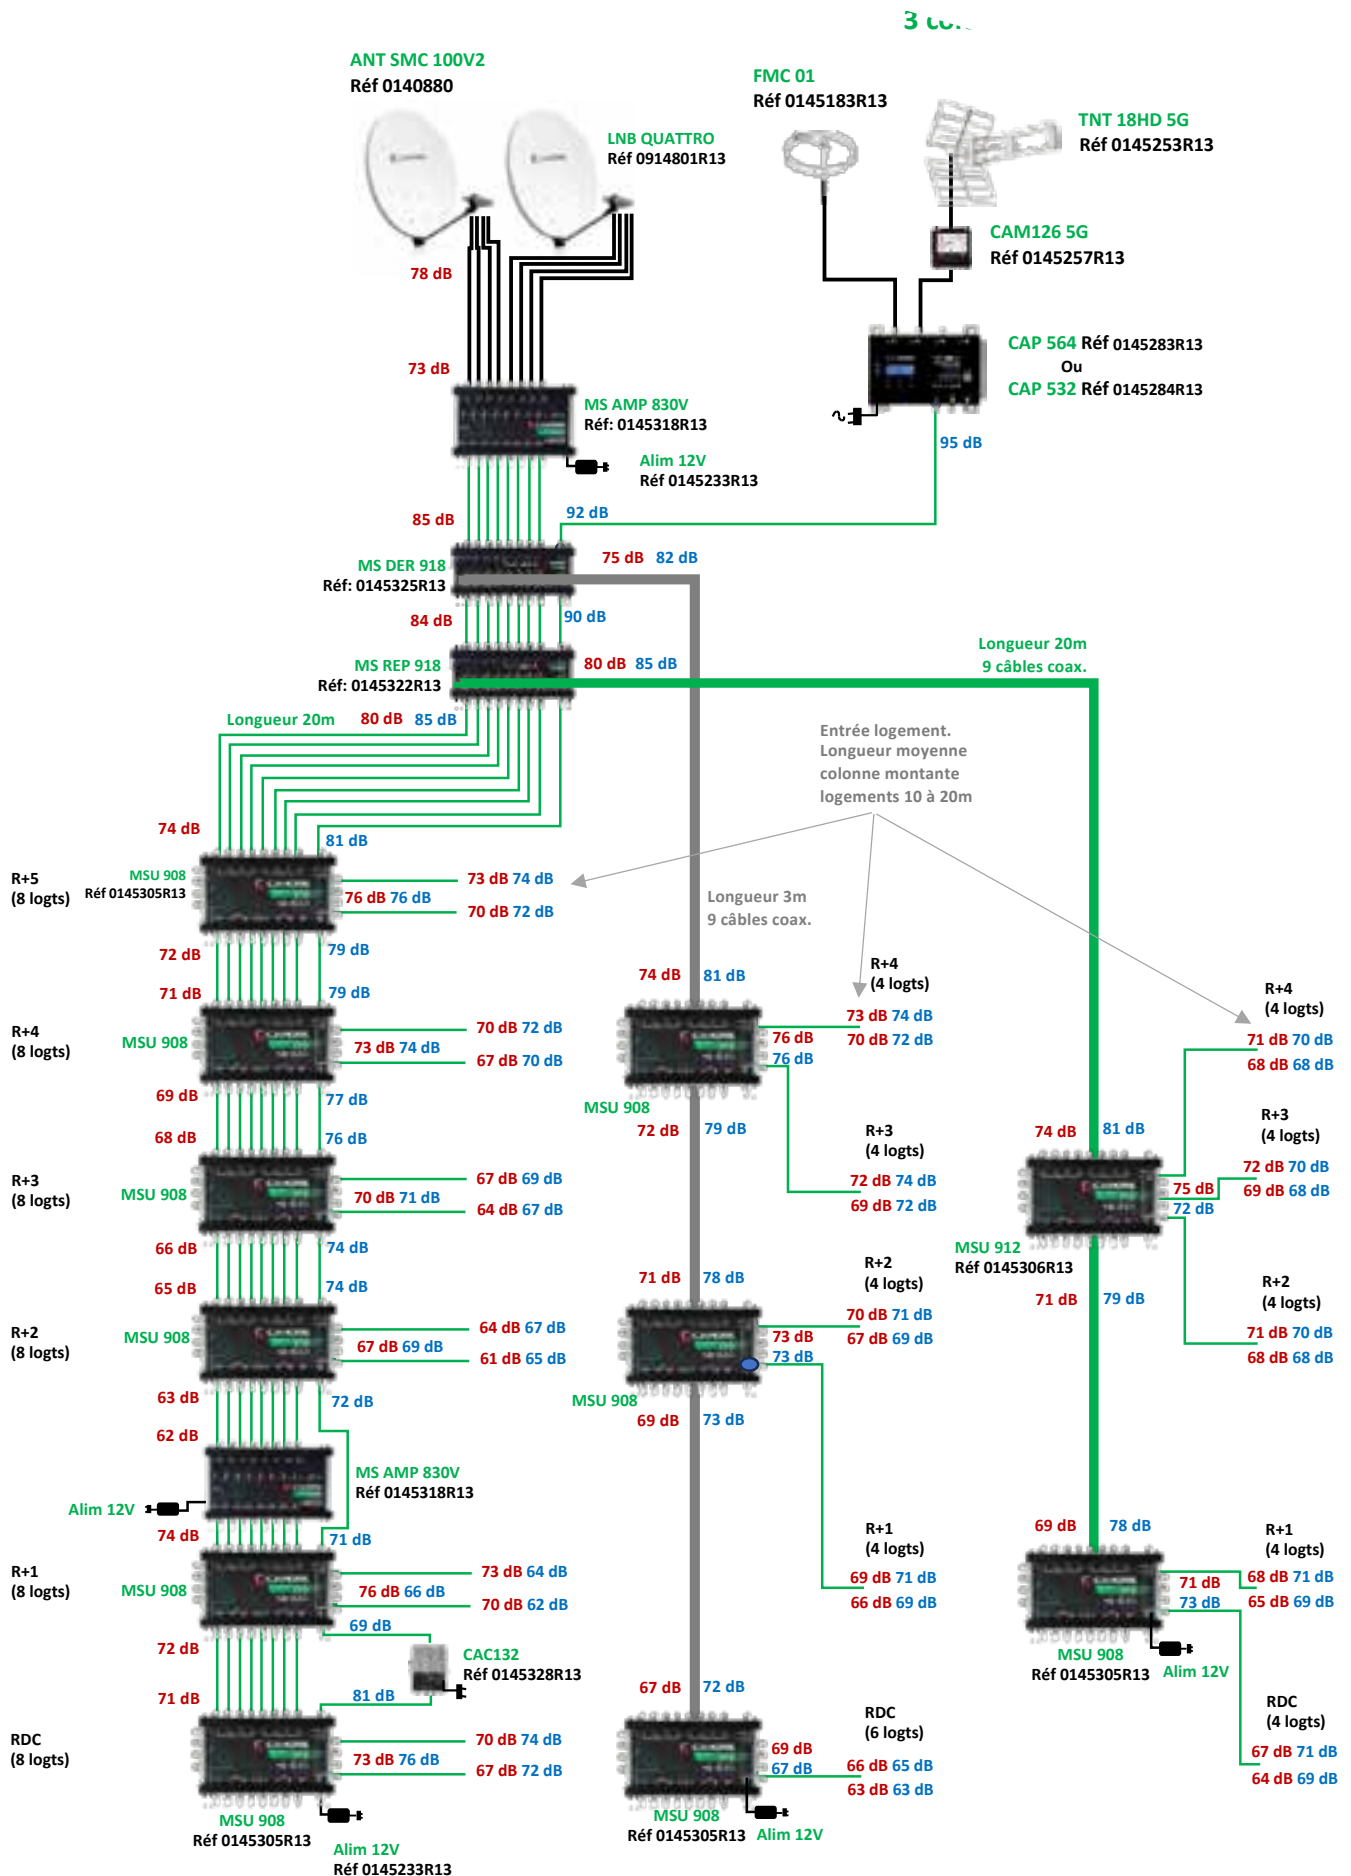 ANT SMC 100V2
Réf 0140880
LNB QUATTRO
Réf 0914801R13
FMC 01
Réf 0145183R13
TNT 18HD 5G
Réf 0145253R13
CAM126 5G
Réf 0145257R13
78 dB
73 dB
CAP 564 Réf 0145283R13
Ou
CAP 532 Réf 0145284R13
MS AMP 830V
Réf: 0145318R13
95 dB
Alim 12V
Réf 0145233R13
85 dB
92 dB
MS DER 918
Réf: 0145325R13
75 dB 82 dB
84 dB
90 dB
MS REP 918
Réf: 0145322R13
80 dB 85 dB
Longueur 20m
9 câbles coax.
Longueur 20m 80 dB 85 dB
Entrée logement.
Longueur moyenne
colonne montante
logements 10 à 20m
74 dB
81 dB
R+5
(8 logts)
MSU 908
Réf 0145305R13
73 dB 74 dB
76 dB 76 dB
70 dB 72 dB
Longueur 3m
9 câbles coax.
72 dB
79 dB
71 dB
79 dB
R+4
(8 logts)
MSU 908
70 dB 72 dB
73 dB 74 dB
67 dB 70 dB
69 dB
77 dB
68 dB
76 dB
R+3
(8 logts)
MSU 908
67 dB 69 dB
70 dB 71 dB
64 dB 67 dB
66 dB
74 dB
65 dB
74 dB
R+2
(8 logts)
MSU 908
64 dB 67 dB
67 dB 69 dB
61 dB 65 dB
63 dB
72 dB
62 dB
MS AMP 830V
Réf 0145318R13
Alim 12V
74 dB
71 dB
R+1
(8 logts)
MSU 908
73 dB 64 dB
76 dB 66 dB
70 dB 62 dB
69 dB
72 dB
CAC132
Réf 0145328R13
71 dB
81 dB
RDC
(8 logts)
70 dB 74 dB
73 dB 76 dB
67 dB 72 dB
MSU 908
Réf 0145305R13
Alim 12V
Réf 0145233R13
74 dB
81 dB
R+4
(4 logts)
73 dB 74 dB
70 dB 72 dB
76 dB
76 dB
MSU 908
72 dB
79 dB
R+3
(4 logts)
72 dB 74 dB
69 dB 72 dB
71 dB
78 dB
R+2
(4 logts)
70 dB 71 dB
67 dB 69 dB
73 dB
73 dB
MSU 908
69 dB
73 dB
R+1
(4 logts)
69 dB 71 dB
66 dB 69 dB
67 dB
72 dB
RDC
(6 logts)
69 dB
67 dB
66 dB 65 dB
63 dB 63 dB
MSU 908
Réf 0145305R13
Alim 12V
R+4
(4 logts)
71 dB 70 dB
68 dB 68 dB
74 dB
81 dB
R+3
(4 logts)
72 dB 70 dB
69 dB 68 dB
75 dB
72 dB
MSU 912
Réf 0145306R13
71 dB
79 dB
R+2
(4 logts)
71 dB 70 dB
68 dB 68 dB
69 dB
78 dB
R+1
(4 logts)
68 dB 71 dB
65 dB 69 dB
71 dB
73 dB
MSU 908
Réf 0145305R13
Alim 12V
RDC
(4 logts)
67 dB 71 dB
64 dB 69 dB